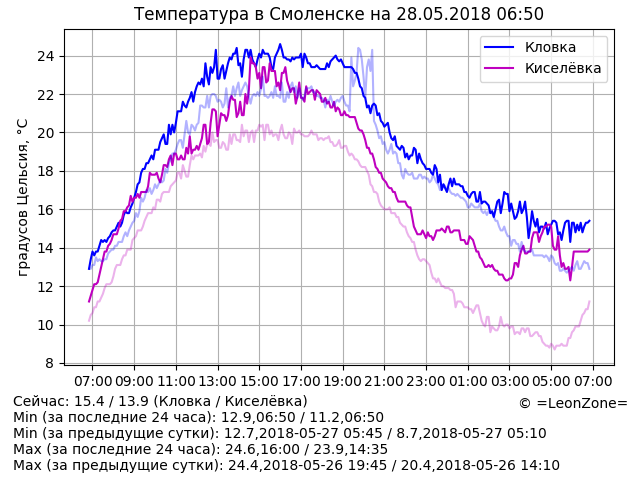 Температура в Смоленске на 28.05.2018 06:50
Кловка
Киселёвка
градусов Цельсия, °C
24
22
20
18
16
14
12
10
8
07:00 09:00 11:00 13:00 15:00 17:00 19:00 21:00 23:00 01:00 03:00 05:00 07:00
Сейчас: 15.4 / 13.9 (Кловка / Киселёвка)
© =LeonZone=
Min (за последние 24 часа): 12.9,06:50 / 11.2,06:50
Min (за предыдущие сутки): 12.7,2018-05-27 05:45 / 8.7,2018-05-27 05:10
Max (за последние 24 часа): 24.6,16:00 / 23.9,14:35
Max (за предыдущие сутки): 24.4,2018-05-26 19:45 / 20.4,2018-05-26 14:10